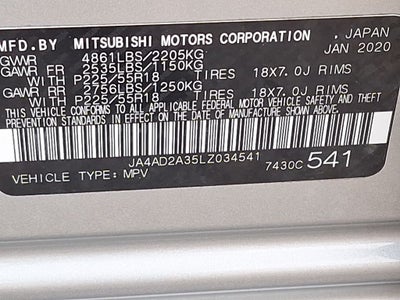 MFD.BY MITSUBISHI MOTORS CORPORATION, JAPAN
GVWR 4861LBS/2205KG JAN 2020
GAWR FR 2535LBS/1150KG
WITH P225/55R18 TIRES 18X7.0J RIMS
GAWR RR 2756LBS/1250KG
WITH P225/55R18 TIRES 18X7.0J RIMS
THIS VEHICLE CONFORMS TO ALL APPLICABLE U.S. FEDERAL MOTOR VEHICLE SAFETY AND THEFT
PREVENTION STANDARDS IN EFFECT ON THE DATE OF MANUFACTURE SHOWN ABOVE.
JA4AD2A35LZ034541
VEHICLE TYPE: MPV 7430C 541